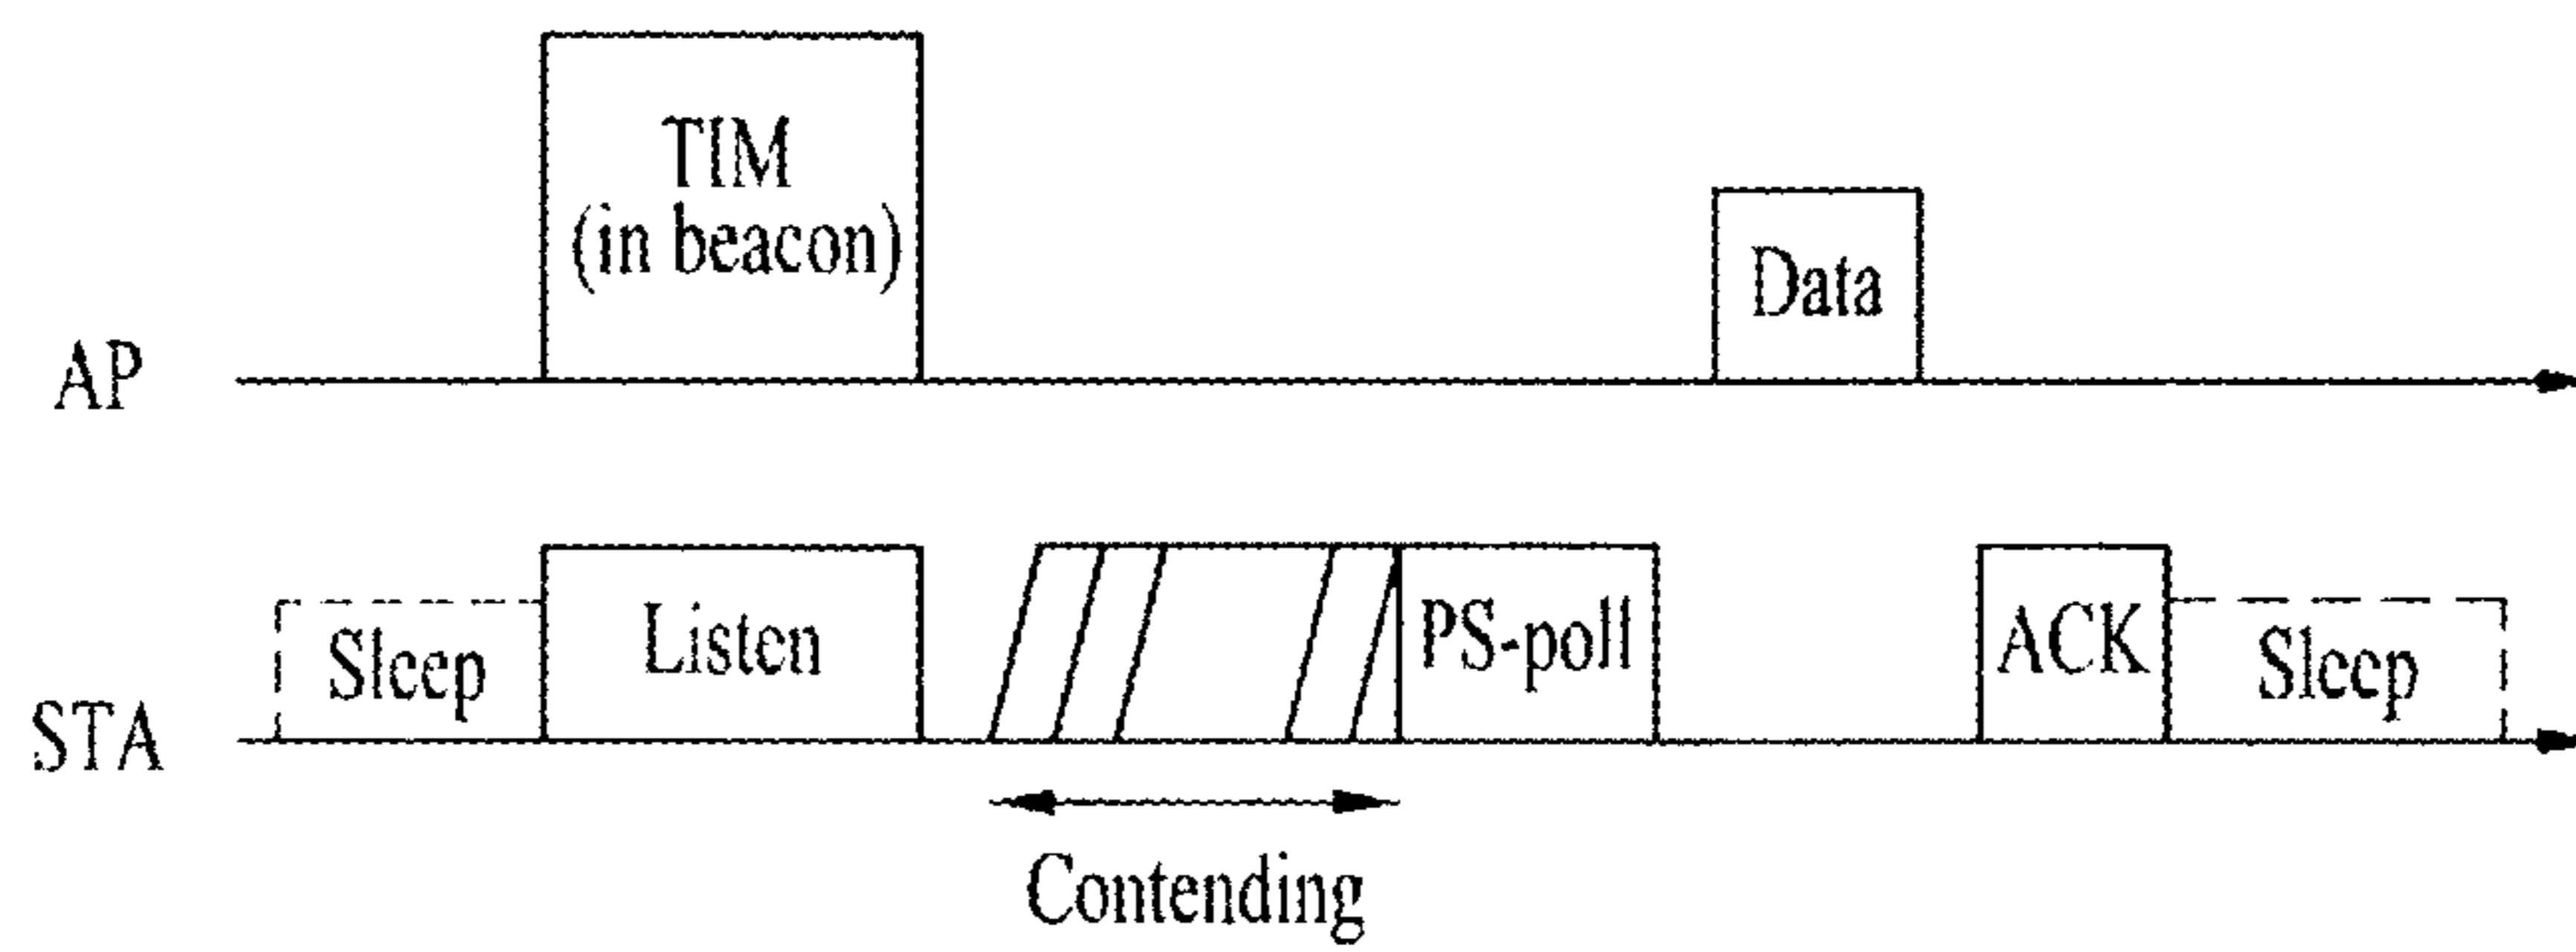 TIM
(in beacon)
Data
AP
Sleep
Listen
PS-poll
ACK
Sleep
STA
Contending